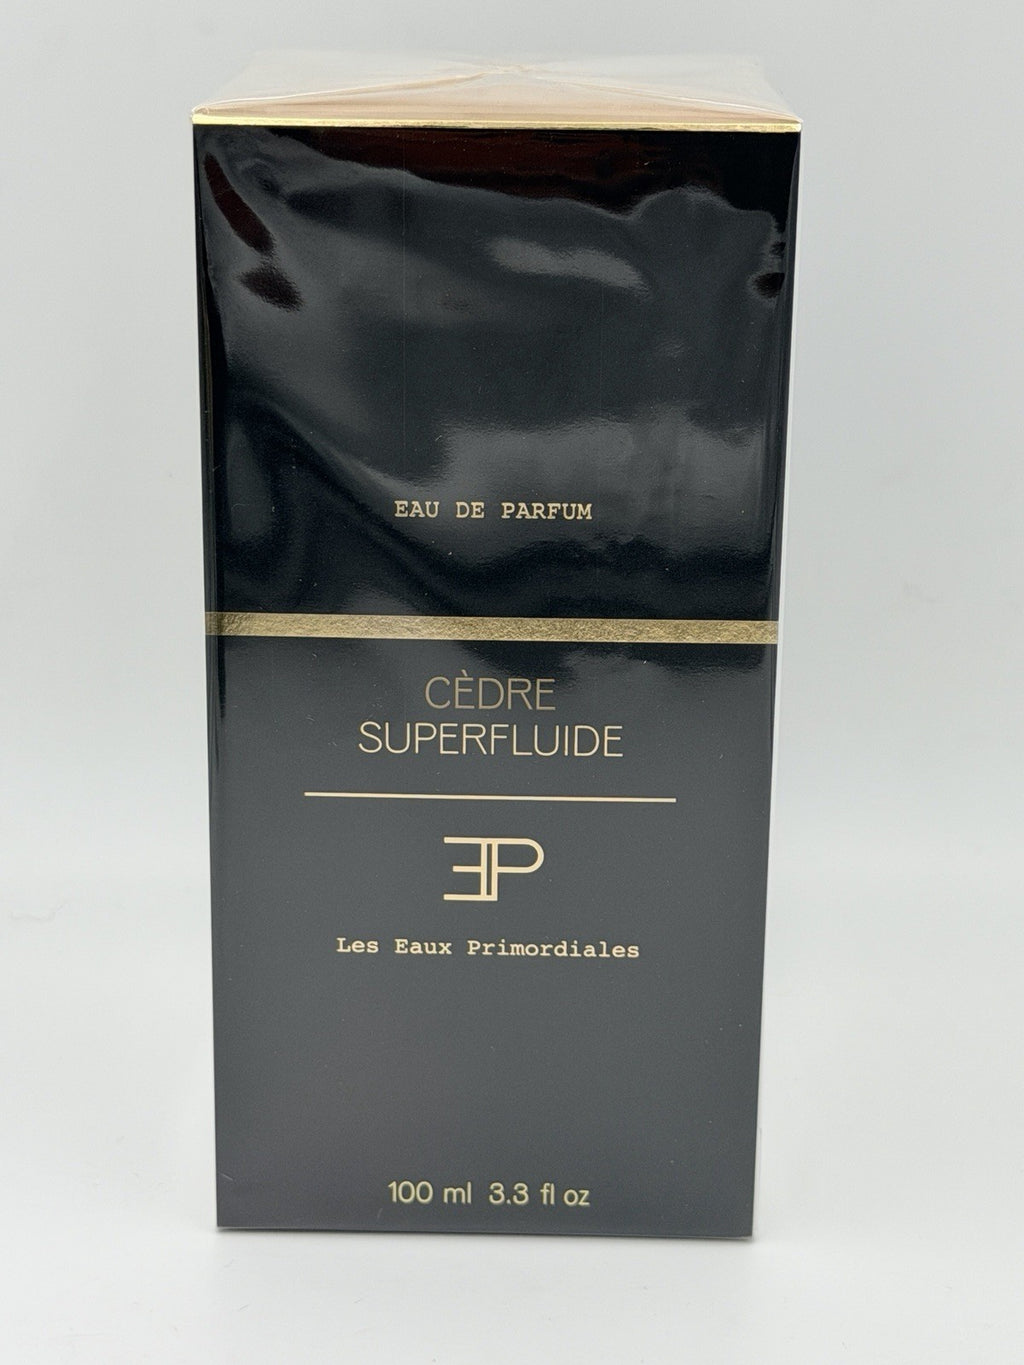 EAU DE PARFUM
CÈDRE
SUPERFLUIDE
EP
Les Eaux Primordiales
100 ml 3.3 fl oz